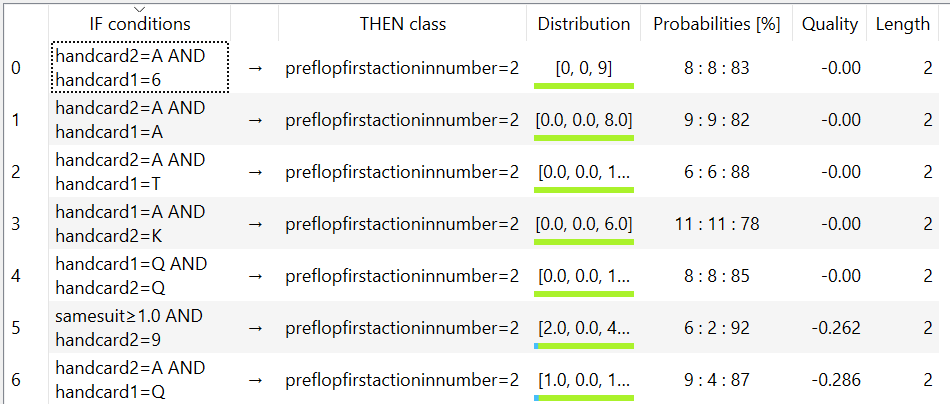 IF conditions THEN class Distribution Probabilities [%] Quality Length
0 handcard2=A AND
handcard1=6 → preflopfirstactioninnumber=2 [0, 0, 9] 8 : 8 : 83 -0.00 2
1 handcard2=A AND
handcard1=A → preflopfirstactioninnumber=2 [0.0, 0.0, 8.0] 9 : 9 : 82 -0.00 2
2 handcard2=A AND
handcard1=T → preflopfirstactioninnumber=2 [0.0, 0.0, 1... 6 : 6 : 88 -0.00 2
3 handcard1=A AND
handcard2=K → preflopfirstactioninnumber=2 [0.0, 0.0, 6.0] 11 : 11 : 78 -0.00 2
4 handcard1=Q AND
handcard2=Q → preflopfirstactioninnumber=2 [0.0, 0.0, 1... 8 : 8 : 85 -0.00 2
5 samesuit≥1.0 AND
handcard2=9 → preflopfirstactioninnumber=2 [2.0, 0.0, 4... 6 : 2 : 92 -0.262 2
6 handcard2=A AND
handcard1=Q → preflopfirstactioninnumber=2 [1.0, 0.0, 1... 9 : 4 : 87 -0.286 2